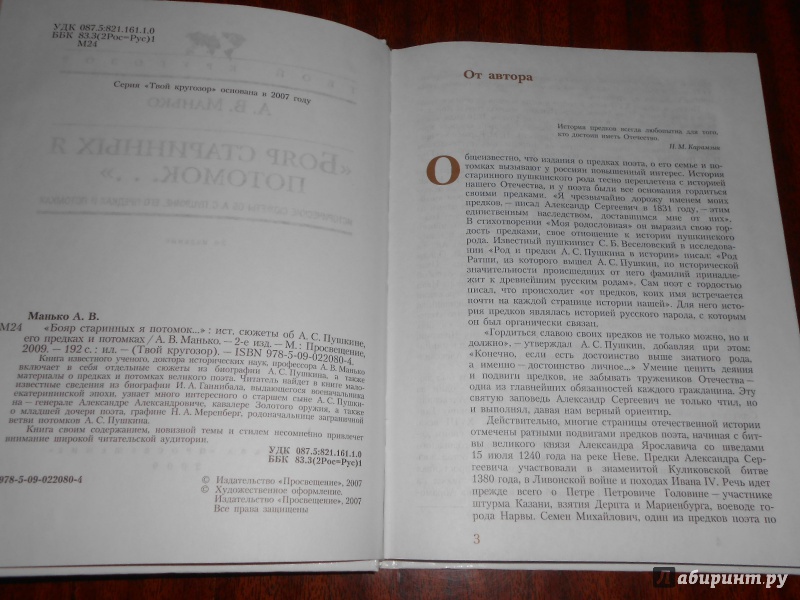 УДК 087.5:821.161.1.0
ББК 83.3(2Рос=Рус)1
М24
Серия «Твой кругозор» основана в 2007 году
А. В. МАНЬКО
«БОЯР СТАРИННЫХ Я
ПОТОМОК...»
Манько А. В.
М24 «Бояр старинных я потомок...» : ист. сюжеты об А. С. Пушкине,
его предках и потомках / А. В. Манько. — 2-е изд. — М. : Просвещение,
2009. — 192 с. : ил. — (Твой кругозор). — ISBN 978-5-09-022080-4.
Книга известного ученого, доктора исторических наук, профессора А. В. Манько
включает в себя отдельные сюжеты из биографии А. С. Пушкина, а также
материалы о предках и потомках великого поэта. Читатель найдет в книге мало-
известные сведения из биографии И. А. Ганнибала, выдающегося военачальника
екатерининской эпохи, узнает много интересного о старшем сыне А. С. Пушки-
на — генерале Александре Александровиче, кавалере Золотого оружия, а также
о младшей дочери поэта, графине Н. А. Меренберг, родоначальнице заграничной
ветви потомков А. С. Пушкина.
Книга своим содержанием, новизной темы и стилем несомненно привлечет
внимание широкой читательской аудитории.
УДК 087.5:821.161.1.0
ББК 83.3(2Рос=Рус)1
978-5-09-022080-4
© Издательство «Просвещение», 2007
© Художественное оформление.
Издательство «Просвещение», 2007
Все права защищены
От автора
История предков всегда любопытна для того,
кто достоин иметь Отечество.
Н. М. Карамзин
Общеизвестно, что издания о предках поэта, о его семье и по-
томках вызывают у россиян повышенный интерес. История
старинного пушкинского рода тесно переплетена с историей
нашего Отечества, и у поэта были все основания гордиться
своими предками. «Я чрезвычайно дорожу именем моих
предков, — писал Александр Сергеевич в 1831 году, — этим
единственным наследством, доставшимся мне от них».
В стихотворении «Моя родословная» он выразил свою гор-
дость предками, свое отношение к истории пушкинского
рода. Известный пушкинист С. Б. Веселовский в исследова-
нии «Род и предки А. С. Пушкина в истории» писал: «Род
Ратши, из которого вышел А. С. Пушкин, по исторической
значительности происшедших от него фамилий принадле-
жит к древнейшим русским родам». Сам поэт с гордостью
писал, что происходит «от предков, коих имя встречается
почти на каждой странице истории нашей». Для него исто-
рия предков являлась историей русского народа, с которым
он был органически связан.
«Гордиться славою своих предков не только можно, но и
должно», — утверждал А. С. Пушкин, добавляя при этом:
«Конечно, если есть достоинство выше знатного рода,
а именно — достоинство личное...» Умение ценить деяния
и подвиги предков, не забывать тружеников Отечества —
одна из главнейших обязанностей каждого гражданина. Эту
святую заповедь Александр Сергеевич не только чтил, но
и выполнял, давая нам верный ориентир.
Действительно, многие страницы отечественной истории
отмечены ратными подвигами предков поэта, начиная с бит-
вы великого князя Александра Ярославича со шведами
15 июля 1240 года на реке Неве. Предки Александра Сер-
геевича участвовали в знаменитой Куликовской битве
1380 года, в Ливонской войне и походах Ивана IV. Речь идет
прежде всего о Петре Петровиче Головине — участнике
штурма Казани, взятия Дерпта и Мариенбурга, воеводе го-
рода Нарвы. Семен Михайлович, один из предков поэта по
3
Лабиринт.ру